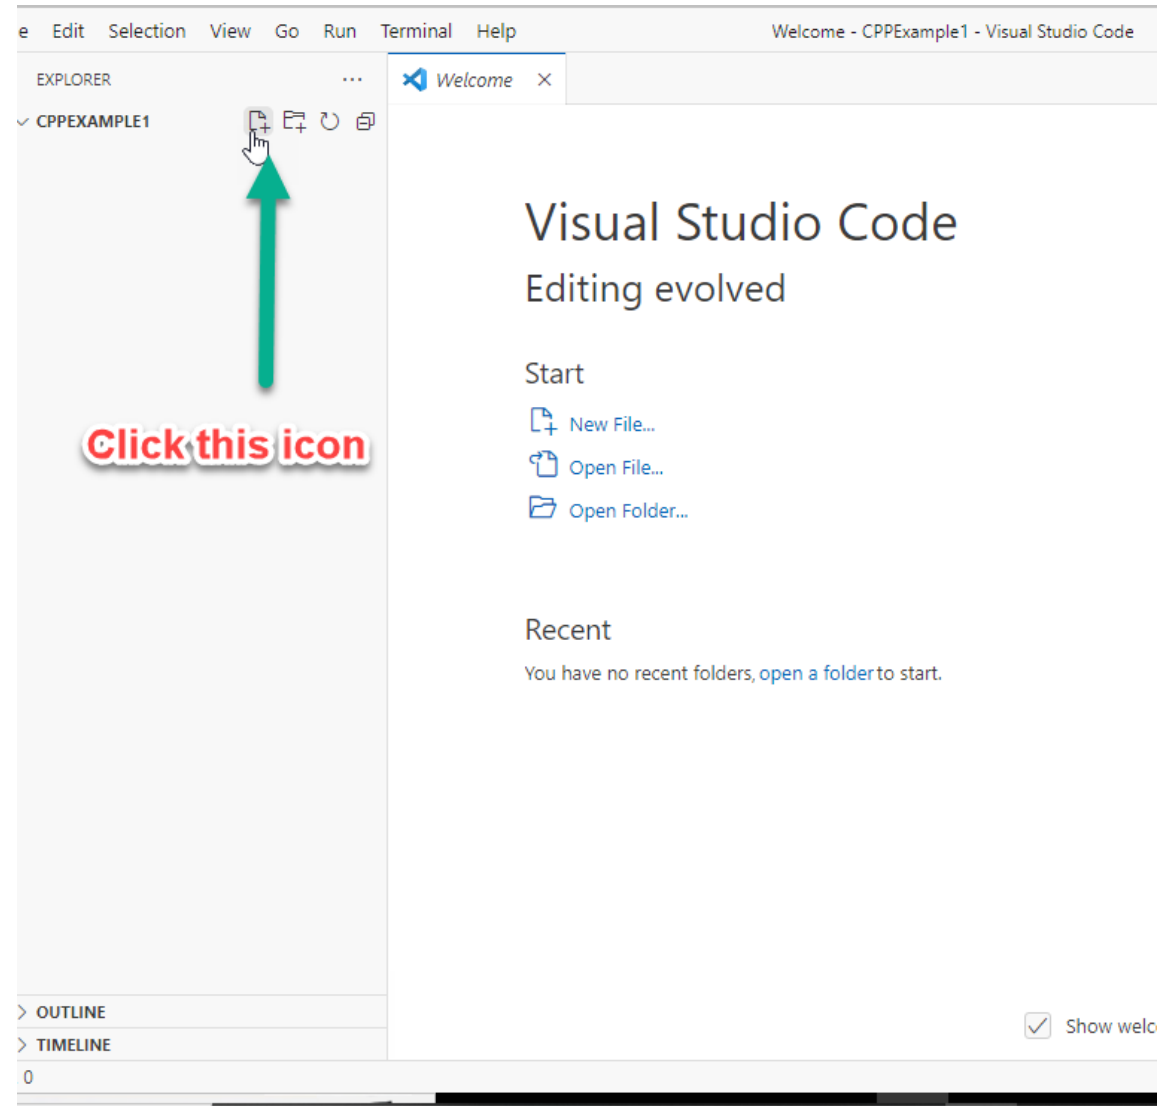 e Edit Selection View Go Run Terminal Help Welcome - CPPExample1 - Visual Studio Code
EXPLORER
Welcome
CPPEXAMPLE1
Click this icon
Visual Studio Code
Editing evolved
Start
New File...
Open File...
Open Folder...
Recent
You have no recent folders, open a folder to start.
OUTLINE
TIMELINE
Show welc
0